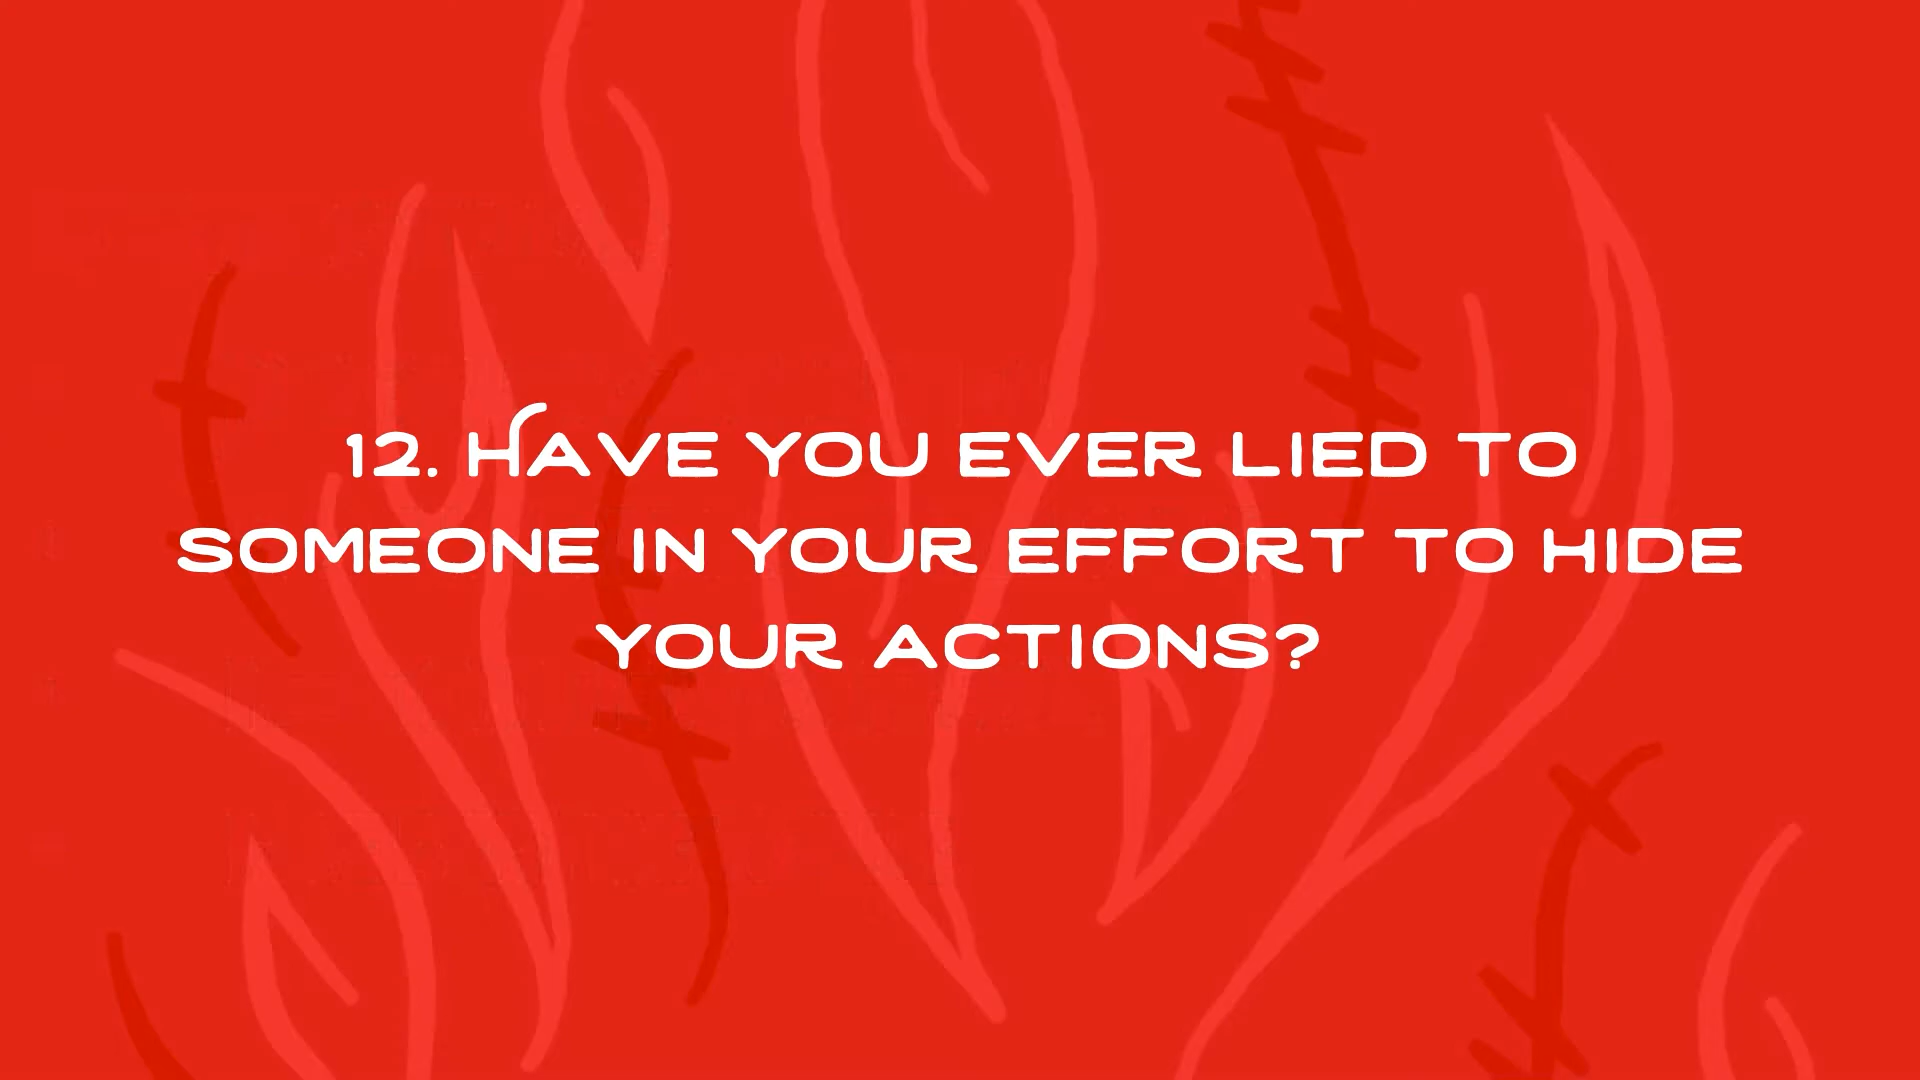 12. HAVE YOU EVER LIED TO
SOMEONE IN YOUR EFFORT TO HIDE
YOUR ACTIONS?